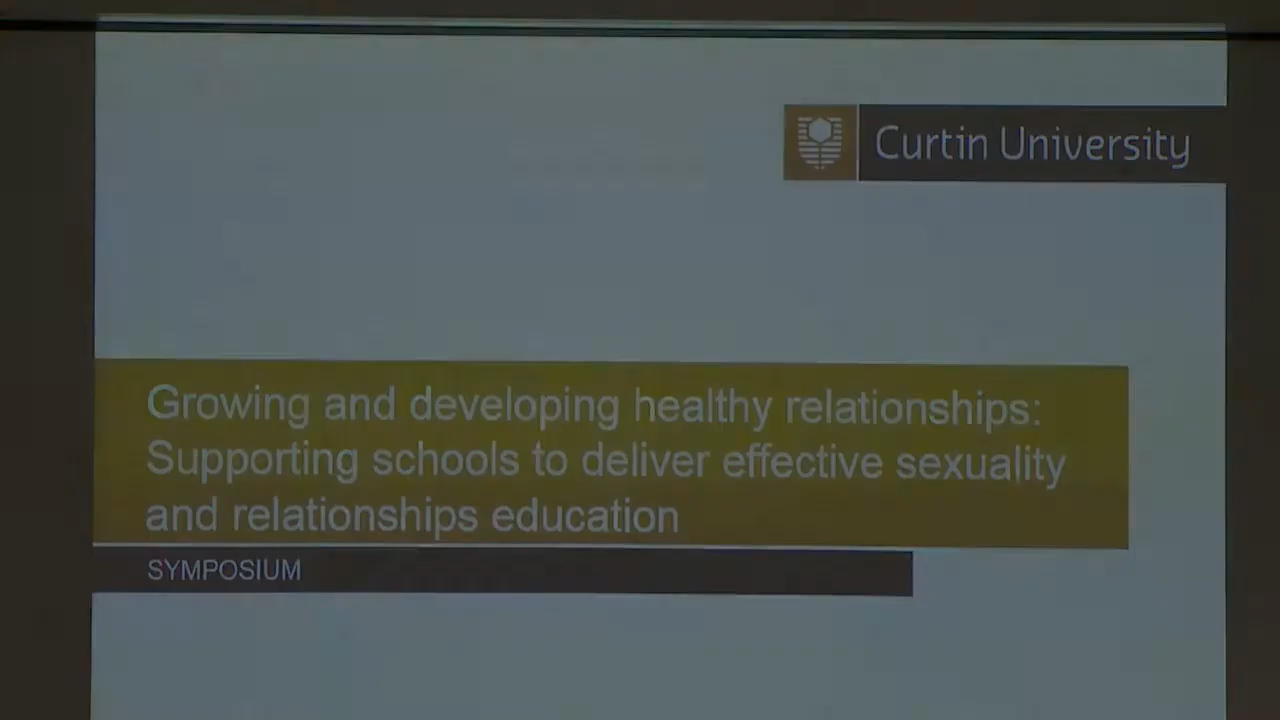 Curtin University
Growing and developing healthy relationships:
Supporting schools to deliver effective sexuality
and relationships education
SYMPOSIUM